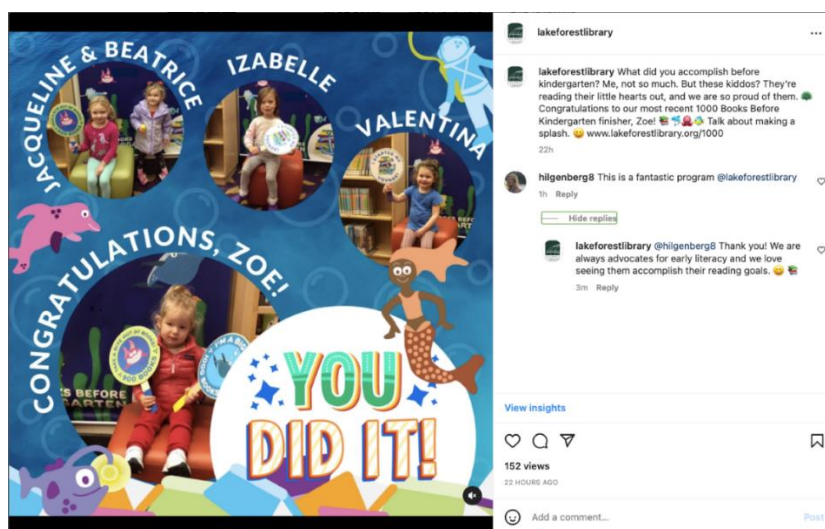 JACQUELINE & BEATRICE
IZABELLE
VALENTINA
CONGRATULATIONS, ZOE!
900 BOOKS!
YOU
DID IT!
lakeforestlibrary
lakeforestlibrary What did you accomplish before
kindergarten? Me, not so much. But these kiddos? They're
reading their little hearts out, and we are so proud of them.
Congratulations to our most recent 1000 Books Before
Kindergarten finisher, Zoe! Talk about making a
splash. 😀 www.lakeforestlibrary.org/1000
22h
hilgenberg8 This is a fantastic program @lakeforestlibrary
1h Reply
Hide replies
lakeforestlibrary @hilgenberg8 Thank you! We are
always advocates for early literacy and we love
seeing them accomplish their reading goals. 😀 📚
3m Reply
View insights
152 views
22 HOURS AGO
Add a comment...
Post